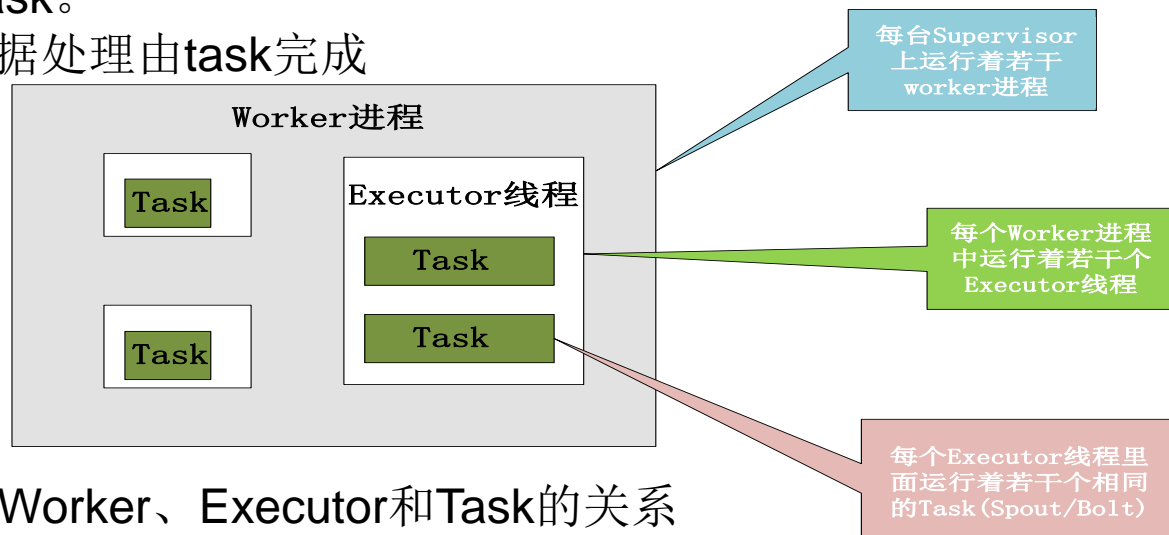 ask。
据处理由task完成
每台Supervisor
上运行着若干
worker进程
Worker进程
Task
Executor线程
Task
Task
Task
每个Worker进程
中运行着若干个
Executor线程
每个Executor线程里
面运行着若干个相同
的Task(Spout/Bolt)
Worker、Executor和Task的关系